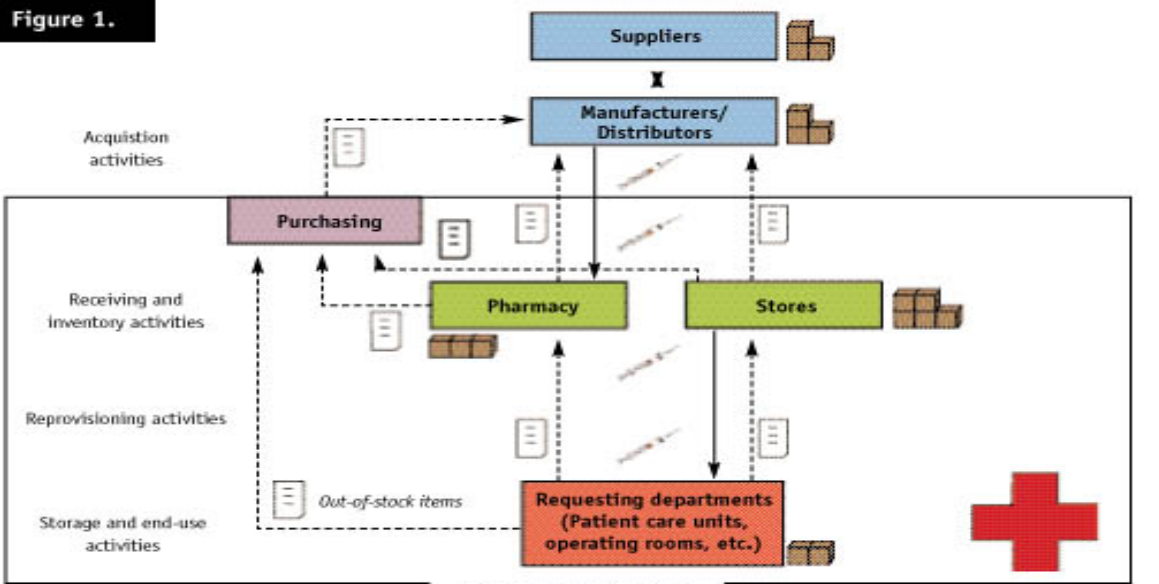 Figure 1.
Suppliers
Manufacturers/
Distributors
Acquistion
activities
Purchasing
Receiving and
inventory activities
Pharmacy
Stores
Reprovisioning activities
Out-of-stock items
Storage and end-use
activities
Requesting departments
(Patient care units,
operating rooms, etc.)